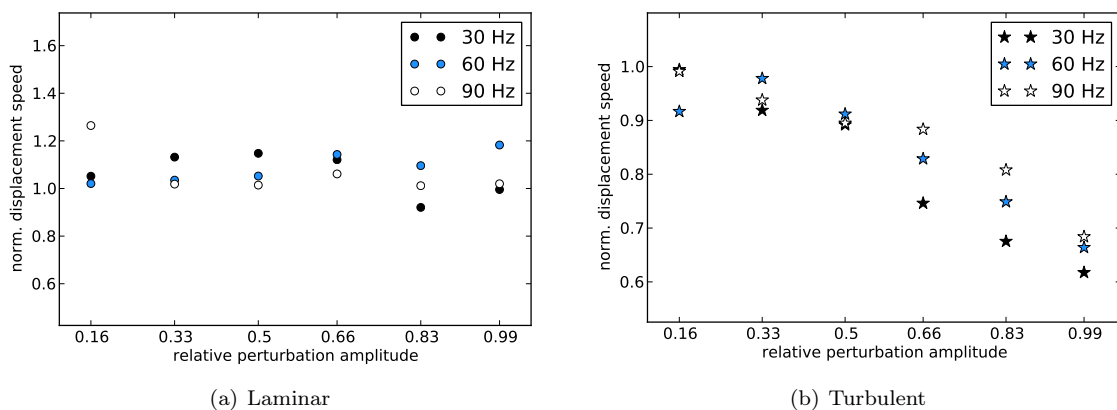 1.6
1.4
1.2
1.0
0.8
0.6
norm. displacement speed
30 Hz
60 Hz
90 Hz
0.16 0.33 0.5 0.66 0.83 0.99
relative perturbation amplitude
(a) Laminar
1.0
0.9
0.8
0.7
0.6
norm. displacement speed
30 Hz
60 Hz
90 Hz
0.16 0.33 0.5 0.66 0.83 0.99
relative perturbation amplitude
(b) Turbulent